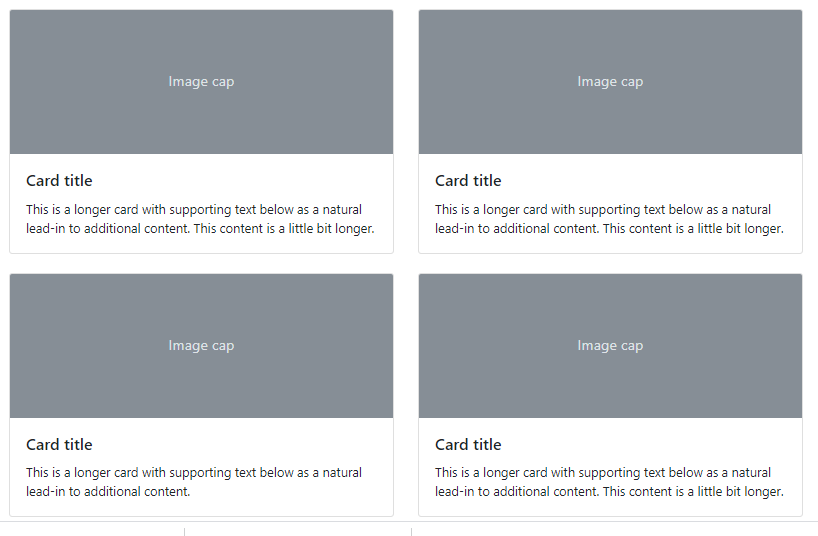 Image cap
Card title
This is a longer card with supporting text below as a natural
lead-in to additional content. This content is a little bit longer.
Image cap
Card title
This is a longer card with supporting text below as a natural
lead-in to additional content. This content is a little bit longer.
Image cap
Card title
This is a longer card with supporting text below as a natural
lead-in to additional content.
Image cap
Card title
This is a longer card with supporting text below as a natural
lead-in to additional content. This content is a little bit longer.